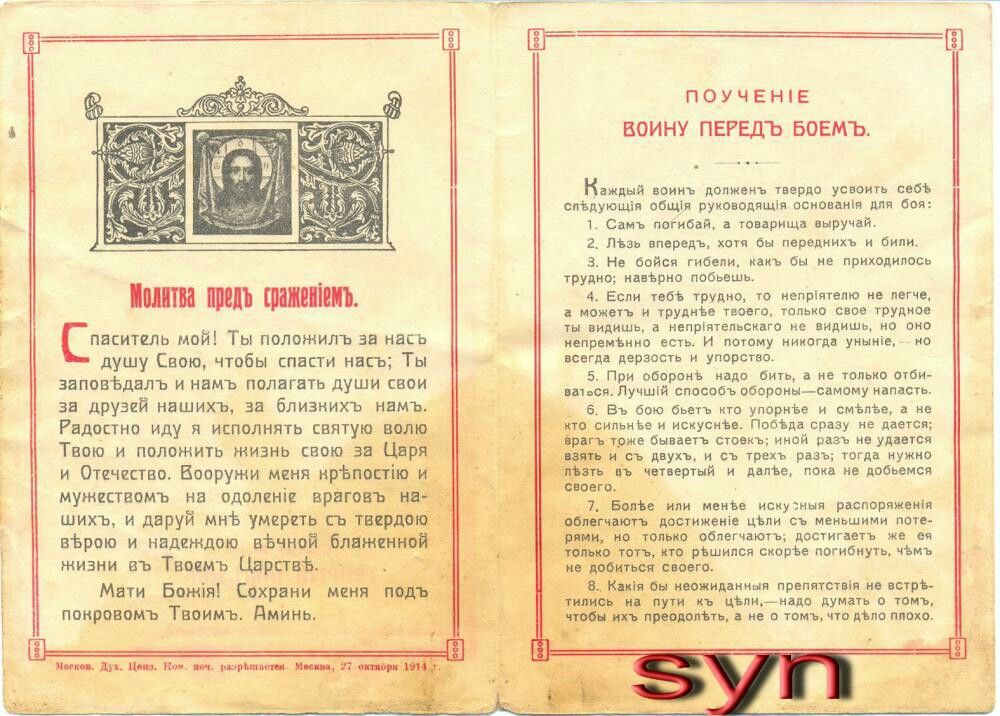 Молитва предъ сраженіемъ.
Спаситель мой! Ты положилъ за насъ
душу Свою, чтобы спасти насъ; Ты
заповѣдалъ и намъ полагать души свои
за друзей нашихъ, за близкихъ намъ.
Радостно иду я исполнять святую волю
Твою и положить жизнь свою за Царя
и Отечество. Вооружи меня крѣпостію и
мужествомъ на одоленіе враговъ на-
шихъ, и даруй мнѣ умереть съ твердою
вѣрою и надеждою вѣчной блаженной
жизни въ Твоемъ Царствѣ.
Мати Божія! Сохрани меня подъ
покровомъ Твоимъ. Аминь.
Москов. Дух. Ценз. Ком. печ. разрѣшается. Москва, 27 октября 1914 г.
ПОУЧЕНІЕ
ВОИНУ ПЕРЕДЪ БОЕМЪ.
Каждый воинъ долженъ твердо усвоить себѣ
слѣдующія общія руководящія основанія для боя:
1. Самъ погибай, а товарища выручай.
2. Лѣзь впередъ, хотя бы переднихъ и били.
3. Не бойся гибели, какъ бы не приходилось
трудно; навѣрно побьешь.
4. Если тебѣ трудно, то непріятелю не легче,
а можетъ и труднѣе твоего, только свое трудное
ты видишь, а непріятельскаго не видишь, но оно
непремѣнно есть. И потому никогда уныніе, — но
всегда дерзость и упорство.
5. При оборонѣ надо бить, а не только отби-
ваться. Лучшій способъ обороны—самому напасть.
6. Въ бою бьетъ кто упорнѣе и смѣлѣе, а не
кто сильнѣе и искуснѣе. Побѣда сразу не дается;
врагъ тоже бываетъ стоекъ; иной разъ не удается
взять и съ двухъ, и съ трехъ разъ; тогда нужно
лѣзть въ четвертый и далѣе, пока не добьемся
своего.
7. Болѣе или менѣе искусныя распоряженія
облегчаютъ достиженіе цѣли съ меньшими поте-
рями, но только облегчаютъ; достигаетъ же ея
только тотъ, кто рѣшился скорѣе погибнуть, чѣмъ
не добиться своего.
8. Какія бы неожиданныя препятствія не встрѣ-
тились на пути къ цѣли,—надо думать о томъ,
чтобы ихъ преодолѣть, а не о томъ, что дѣло плохо.
syn